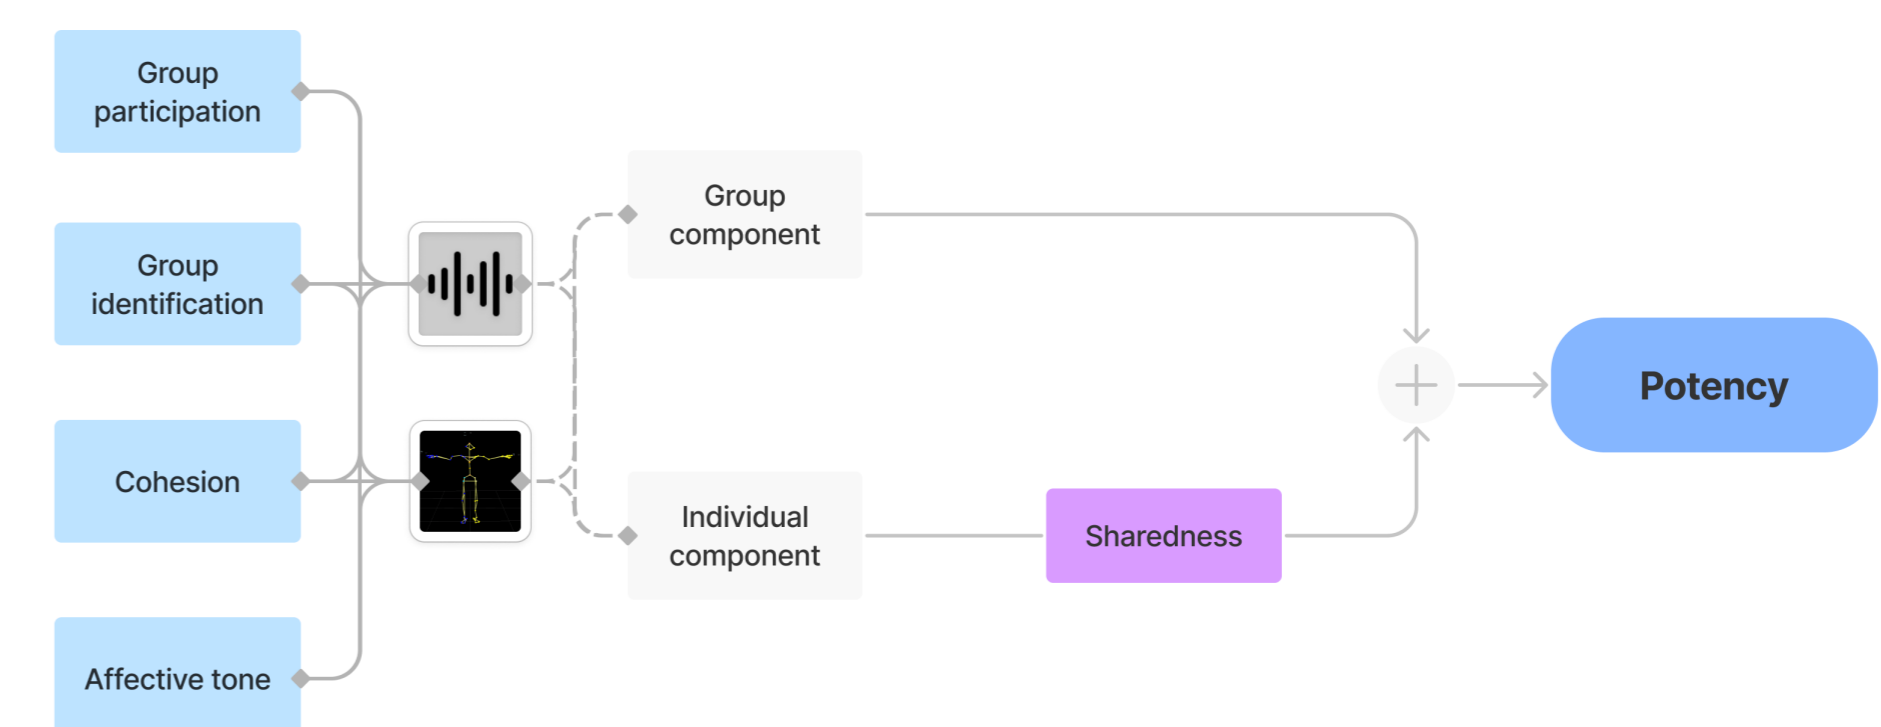 Group
participation
Group
identification
Cohesion
Affective tone
Group
component
Individual
component
Sharedness
Potency